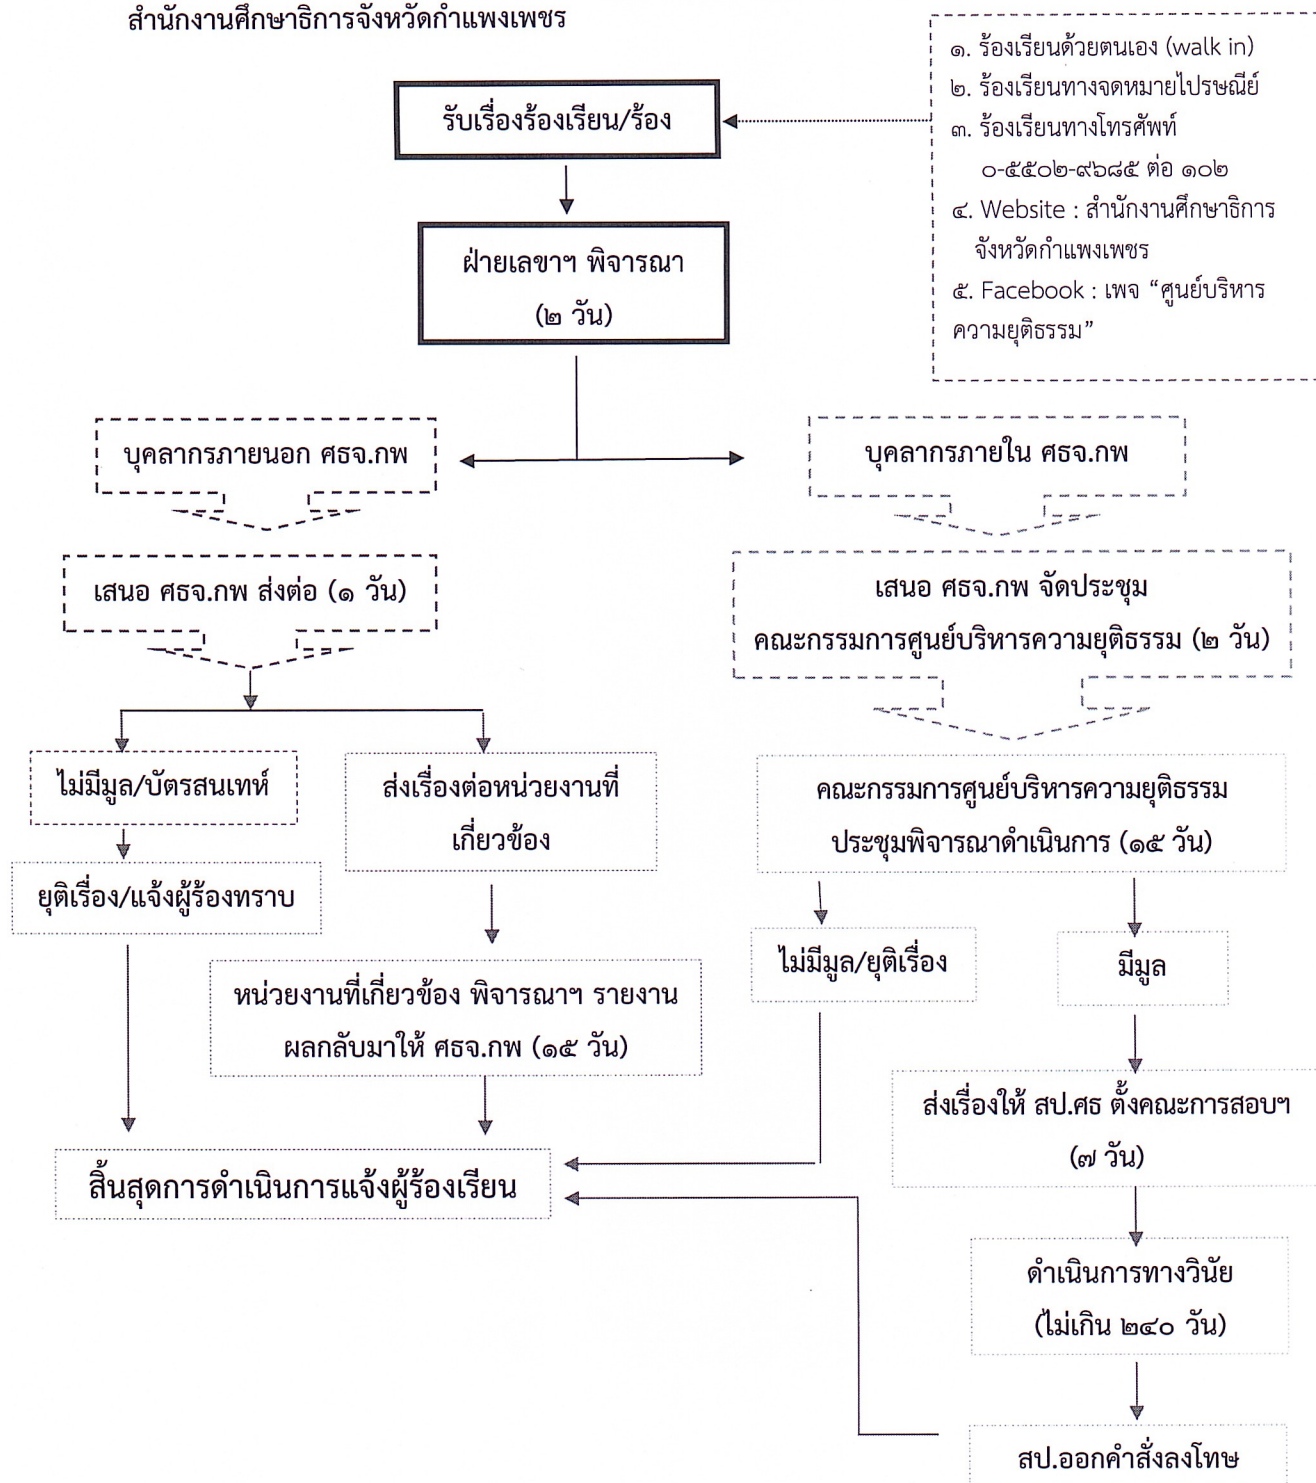 สำนักงานศึกษาธิการจังหวัดกำแพงเพชร
๑. ร้องเรียนด้วยตนเอง (walk in)
๒. ร้องเรียนทางจดหมายไปรษณีย์
๓. ร้องเรียนทางโทรศัพท์
๐-๕๕๐๒-๙๖๘๕ ต่อ ๑๐๒
๔. Website : สำนักงานศึกษาธิการ
จังหวัดกำแพงเพชร
๕. Facebook : เพจ “ศูนย์บริหาร
ความยุติธรรม”
รับเรื่องร้องเรียน/ร้อง
ฝ่ายเลขาฯ พิจารณา
(๒ วัน)
บุคลากรภายนอก ศธจ.กพ
บุคลากรภายใน ศธจ.กพ
เสนอ ศธจ.กพ ส่งต่อ (๑ วัน)
เสนอ ศธจ.กพ จัดประชุม
คณะกรรมการศูนย์บริหารความยุติธรรม (๒ วัน)
ไม่มีมูล/บัตรสนเทห์
ส่งเรื่องต่อหน่วยงานที่
เกี่ยวข้อง
คณะกรรมการศูนย์บริหารความยุติธรรม
ประชุมพิจารณาดำเนินการ (๑๕ วัน)
ยุติเรื่อง/แจ้งผู้ร้องทราบ
ไม่มีมูล/ยุติเรื่อง
มีมูล
หน่วยงานที่เกี่ยวข้อง พิจารณาฯ รายงาน
ผลกลับมาให้ ศธจ.กพ (๑๕ วัน)
ส่งเรื่องให้ สป.ศธ ตั้งคณะการสอบฯ
(๗ วัน)
สิ้นสุดการดำเนินการแจ้งผู้ร้องเรียน
ดำเนินการทางวินัย
(ไม่เกิน ๒๔๐ วัน)
สป.ออกคำสั่งลงโทษ